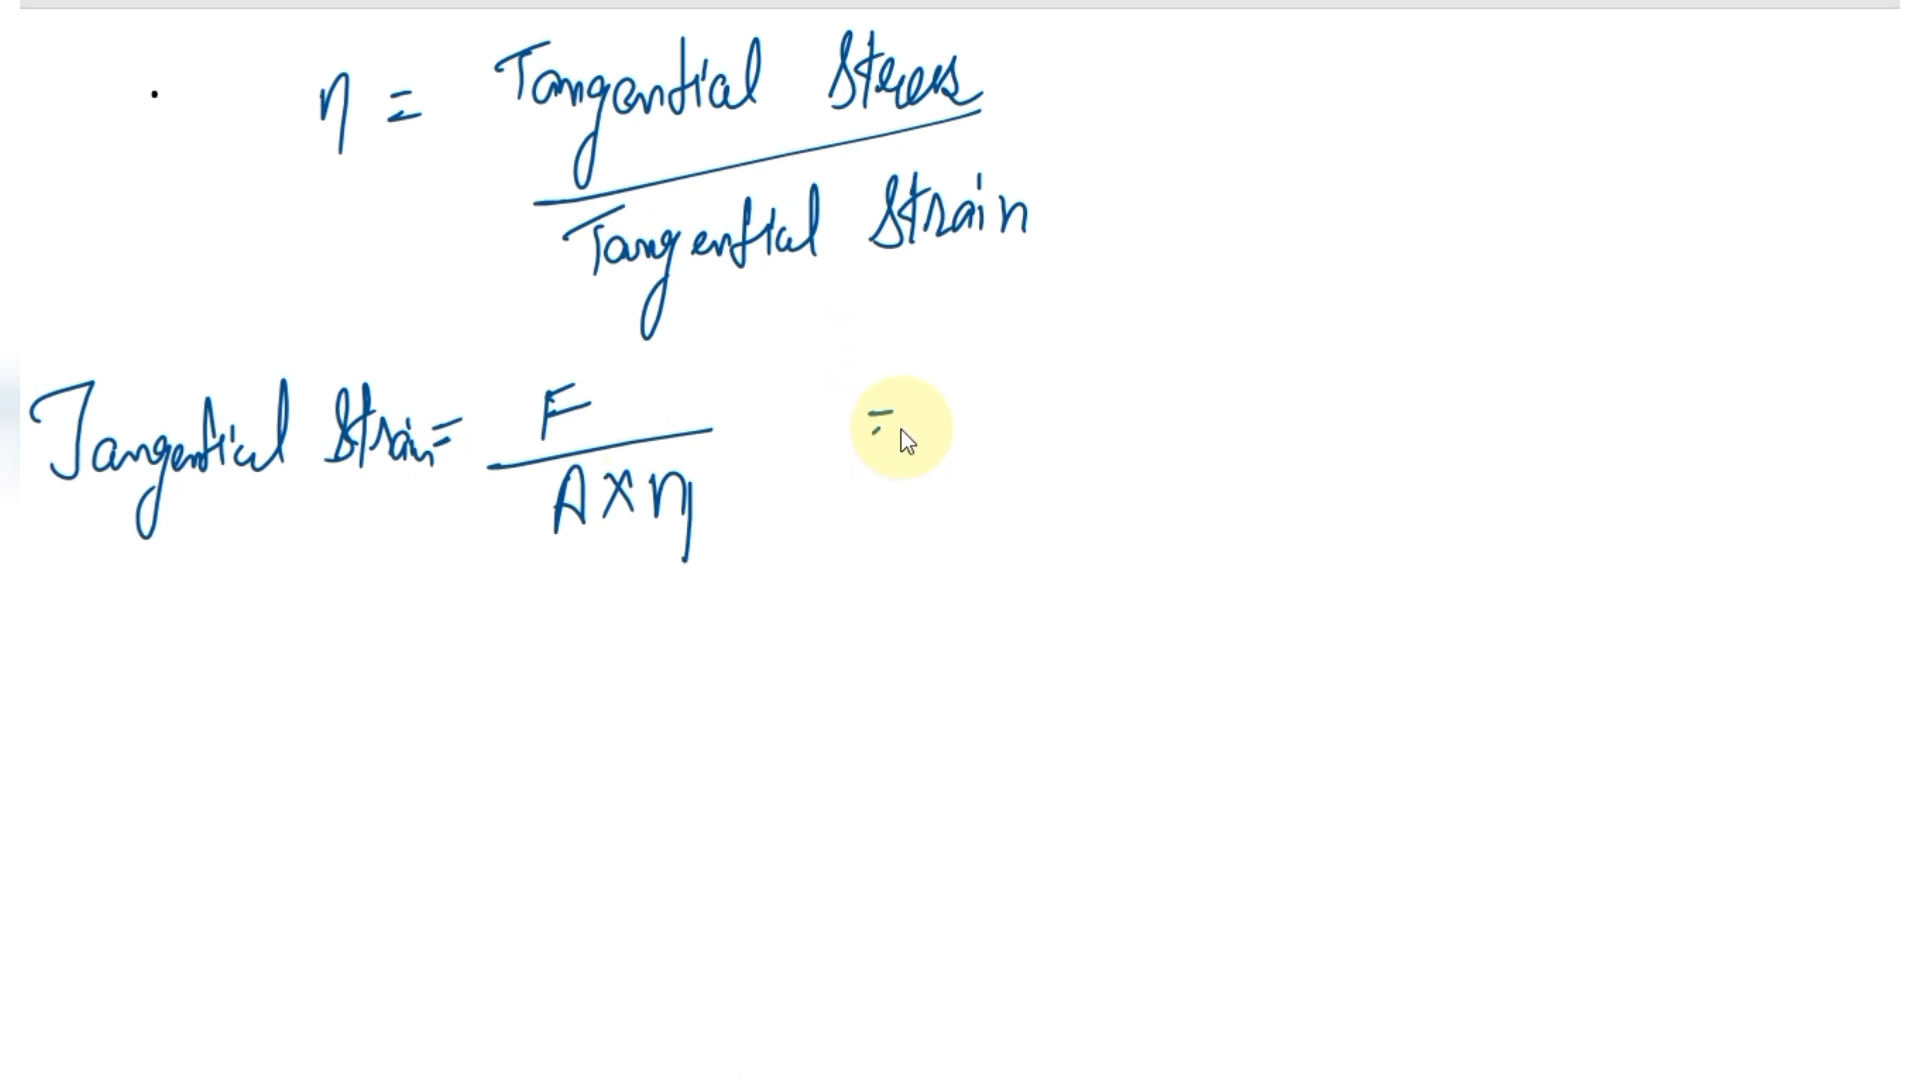 η = Tangential Stress
Tangential Strain
Tangential Strain = F
A × η
=